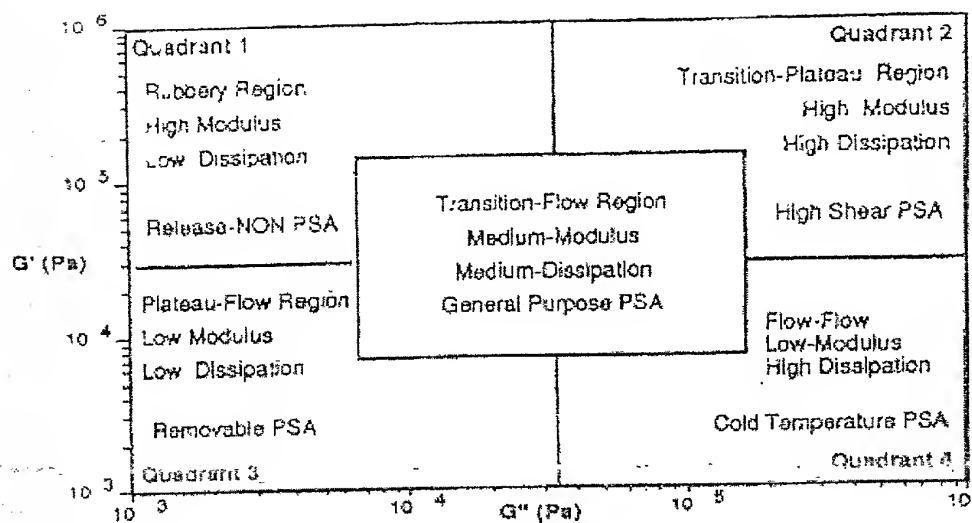 10 6
Quadrant 1
Rubbery Region
High Modulus
Low Dissipation
Release-NON PSA
Quadrant 2
Transition-Plateau Region
High Modulus
High Dissipation
High Shear PSA
Transition-Flow Region
Medium-Modulus
Medium-Dissipation
General Purpose PSA
10 5
G' (Pa)
10 4
10 3
Plateau-Flow Region
Low Modulus
Low Dissipation
Removable PSA
Quadrant 3
Flow-Flow
Low-Modulus
High Dissipation
Cold Temperature PSA
Quadrant 4
10 3
10 4
G" (Pa)
10 5
10